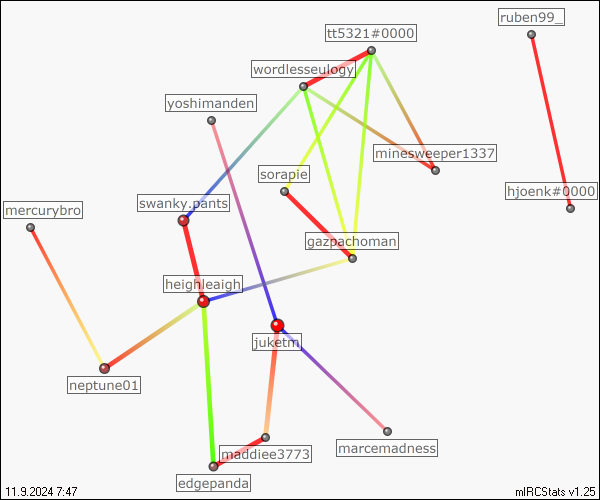 ruben99_
tt5321#0000
wordlesseulogy
yoshimanden
minesweeper1337
sorapie
hjoenk#0000
mercurybro
swanky.pants
gazpachoman
heighleaigh
juketm
neptune01
marcemadness
maddiee3773
edgepanda
11.9.2024 7:47
mIRCStats v1.25